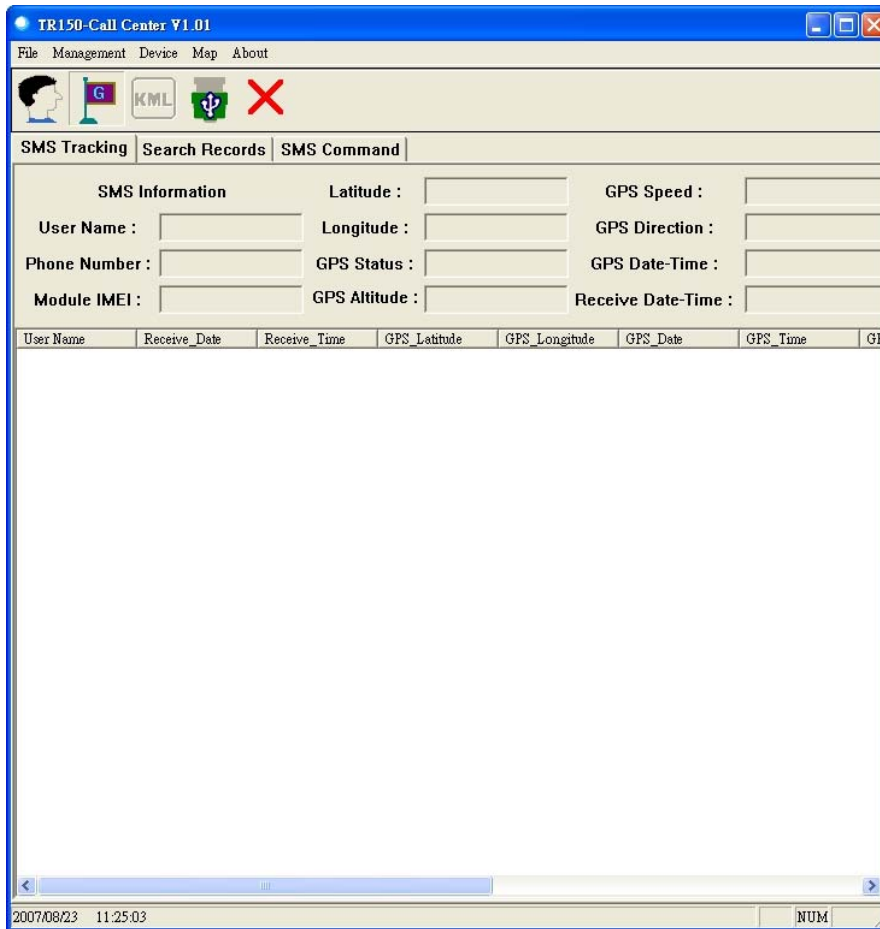 TR150-Call Center V1.01
File Management Device Map About
G KML
SMS Tracking Search Records SMS Command
SMS Information Latitude : GPS Speed :
User Name : Longitude : GPS Direction :
Phone Number : GPS Status : GPS Date-Time :
Module IMEI : GPS Altitude : Receive Date-Time :
User Name Receive_Date Receive_Time GPS_Latitude GPS_Longitude GPS_Date GPS_Time
2007/08/23 11:25:03 NUM